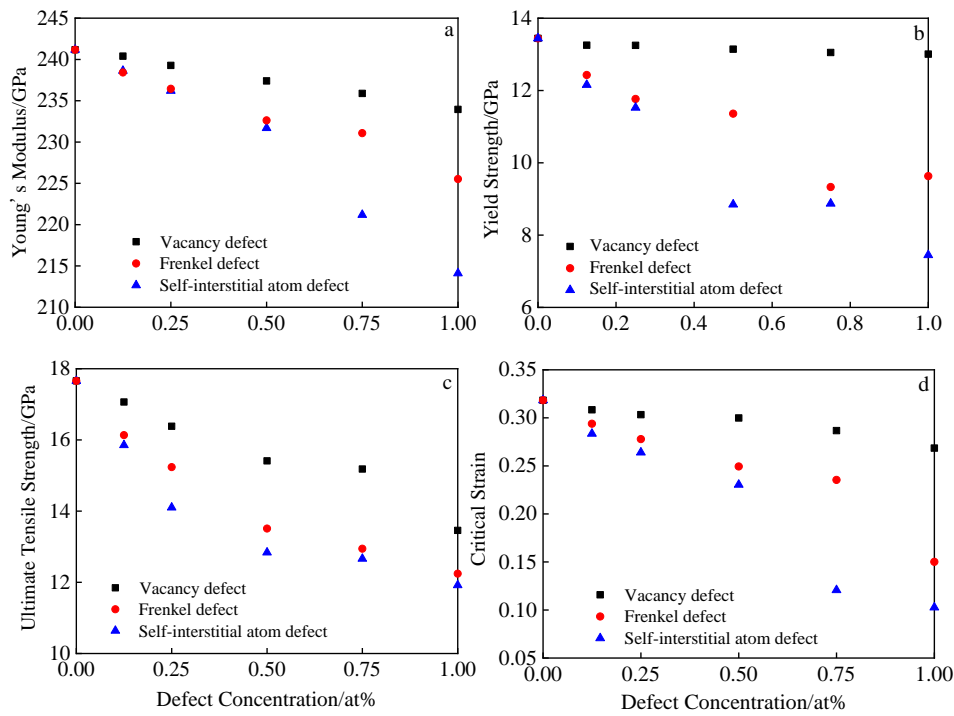 245
240
235
230
225
220
215
210
Young' s Modulus/GPa
a
Vacancy defect
Frenkel defect
Self-interstitial atom defect
0.00 0.25 0.50 0.75 1.00
14
12
10
8
6
Yield Strength/GPa
b
Vacancy defect
Frenkel defect
Self-interstitial atom defect
0.0 0.2 0.4 0.6 0.8 1.0
18
16
14
12
10
Ultimate Tensile Strength/GPa
c
Vacancy defect
Frenkel defect
Self-interstitial atom defect
0.00 0.25 0.50 0.75 1.00
Defect Concentration/at%
0.35
0.30
0.25
0.20
0.15
0.10
0.05
Critical Strain
d
Vacancy defect
Frenkel defect
Self-interstitial atom defect
0.00 0.25 0.50 0.75 1.00
Defect Concentration/at%